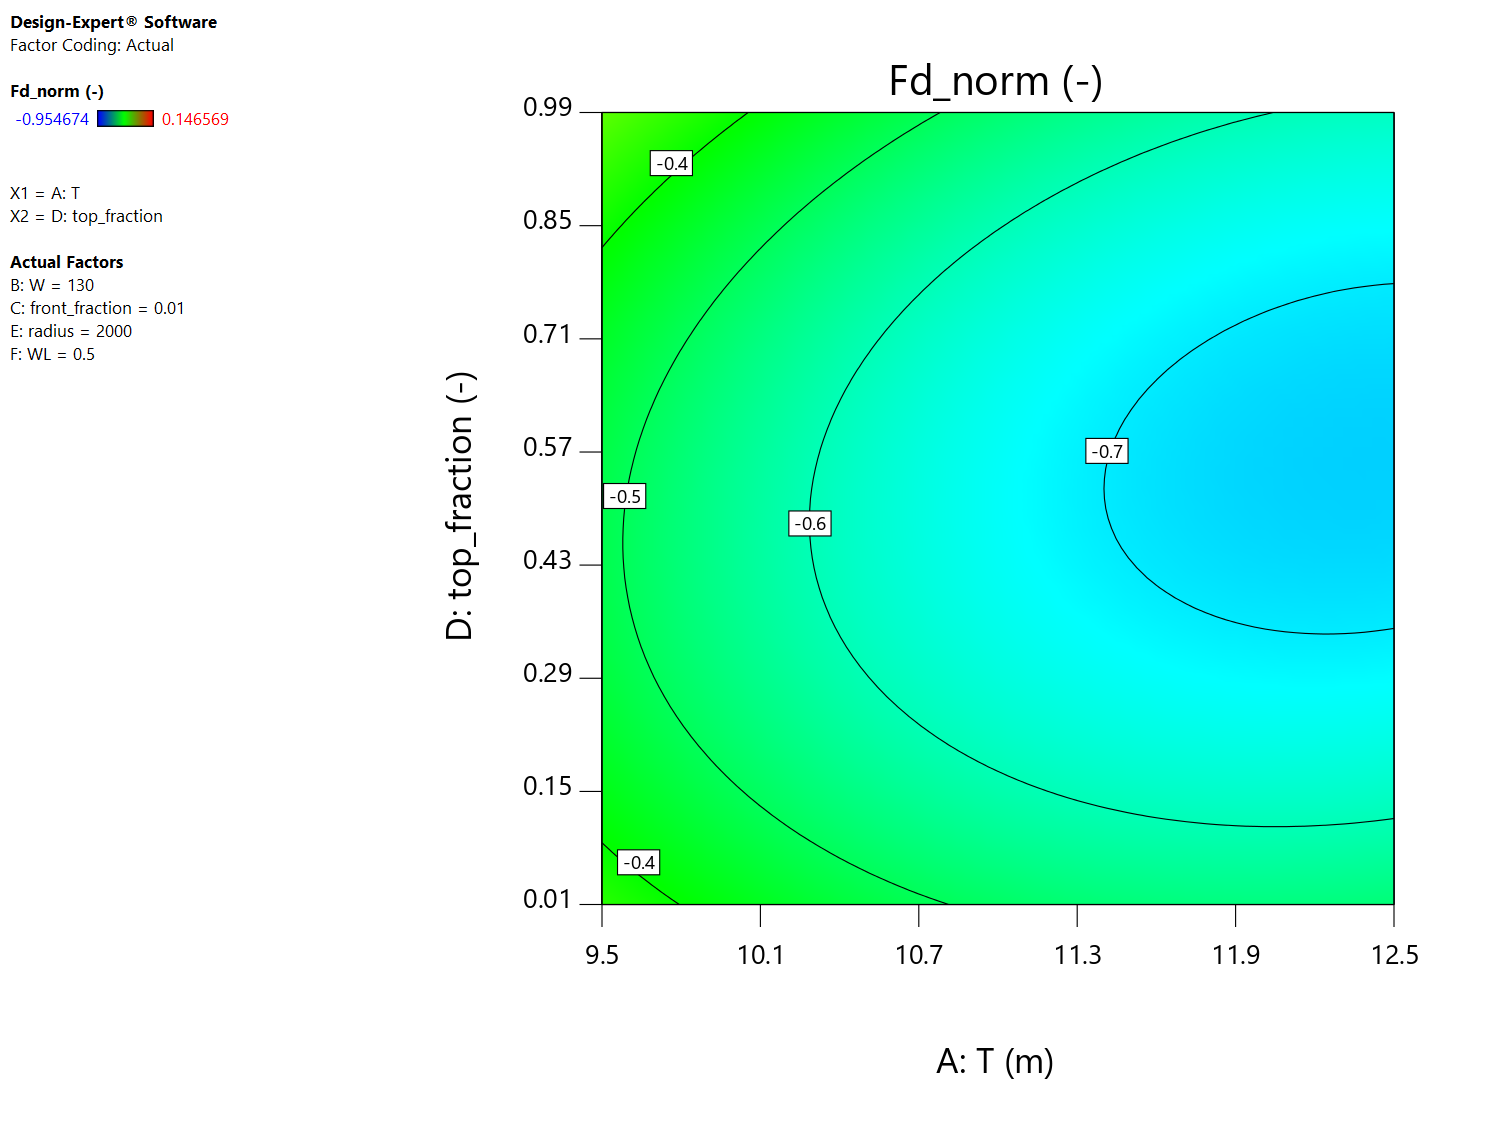 Design-Expert® Software
Factor Coding: Actual
Fd_norm (-)
-0.954674 0.146569
X1 = A: T
X2 = D: top_fraction
Actual Factors
B: W = 130
C: front_fraction = 0.01
E: radius = 2000
F: WL = 0.5
Fd_norm (-)
D: top_fraction (-)
0.99
0.85
0.71
0.57
0.43
0.29
0.15
0.01
-0.4
-0.7
-0.5
-0.6
-0.4
9.5 10.1 10.7 11.3 11.9 12.5
A: T (m)